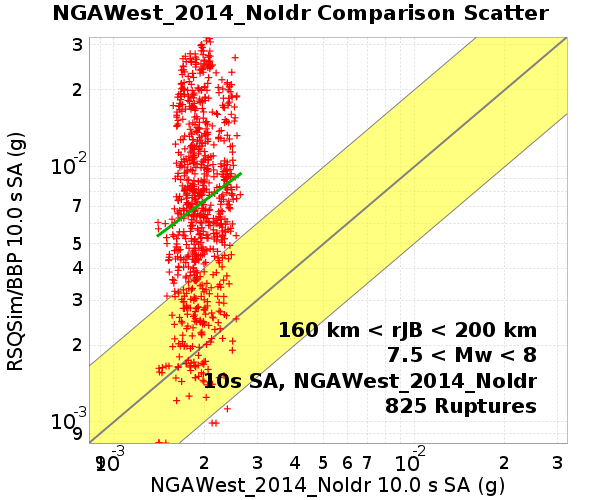 NGAWest_2014_NoIdr Comparison Scatter
RSQSim/BBP 10.0 s SA (g)
3
2
10^-2
7
5
4
3
2
10^-3
9
160 km < rJB < 200 km
7.5 < Mw < 8
10s SA, NGAWest_2014_NoIdr
825 Ruptures
9 10^-3 2 3 4 5 6 7 10^-2 2 3
NGAWest_2014_NoIdr 10.0 s SA (g)